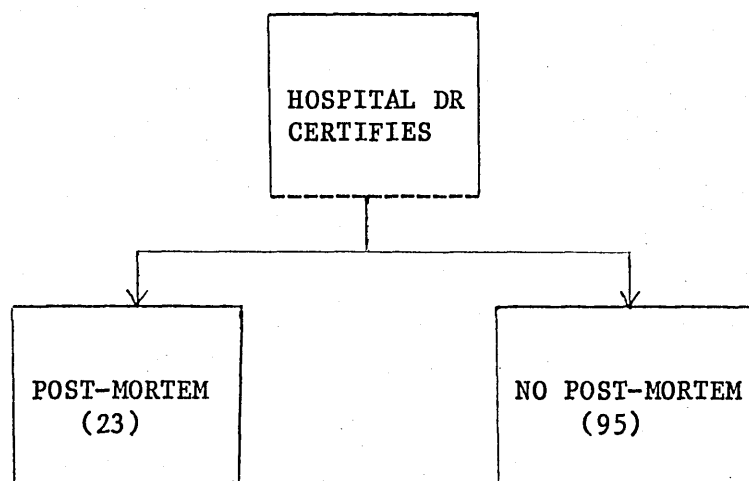 HOSPITAL DR
CERTIFIES
POST-MORTEM
(23)
NO POST-MORTEM
(95)